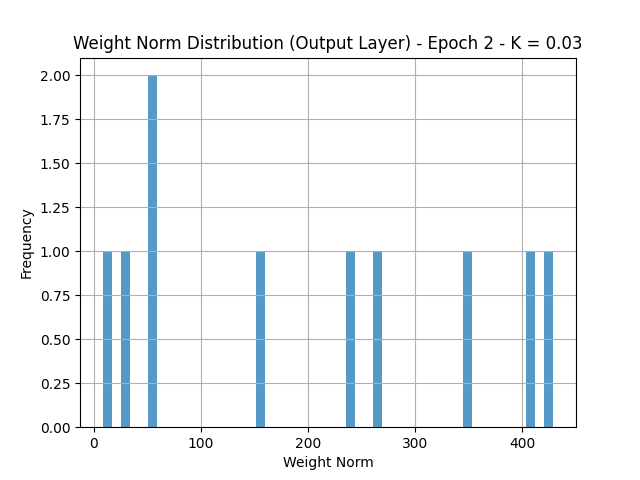 Weight Norm Distribution (Output Layer) - Epoch 2 - K = 0.03
2.00
1.75
1.50
1.25
1.00
0.75
0.50
0.25
0.00
Frequency
0 100 200 300 400
Weight Norm